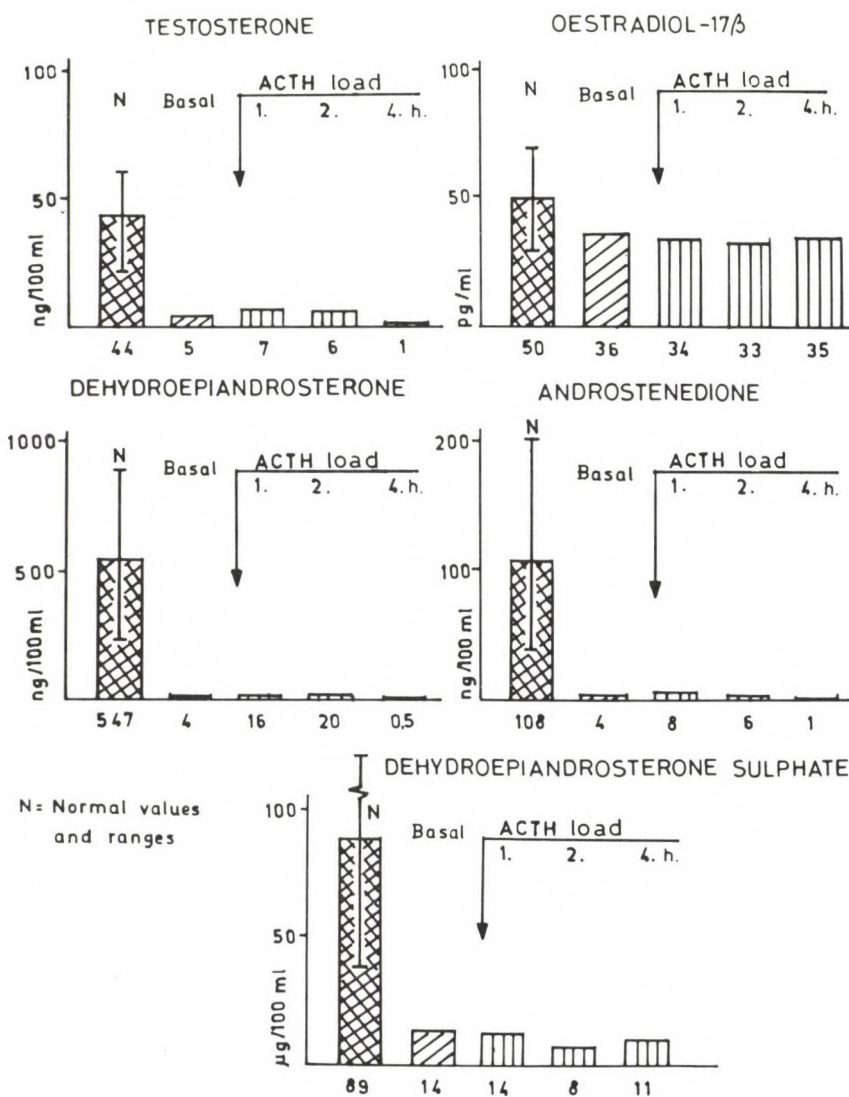 TESTOSTERONE
100
N
Basal
ACTH load
1. 2. 4. h.
50
ng/100 ml
44 5 7 6 1
OESTRADIOL-17β
100
N
Basal
ACTH load
1. 2. 4. h.
50
pg/ml
50 36 34 33 35
DEHYDROEPIANDROSTERONE
1000
N
Basal
ACTH load
1. 2. 4. h.
500
ng/100ml
547 4 16 20 0,5
ANDROSTENEDIONE
200
N
Basal
ACTH load
1. 2. 4. h.
100
ng/100 ml
108 4 8 6 1
DEHYDROEPIANDROSTERONE SULPHATE
N= Normal values
and ranges
100
N
Basal
ACTH load
1. 2. 4. h.
50
µg/100 ml
89 14 14 8 11